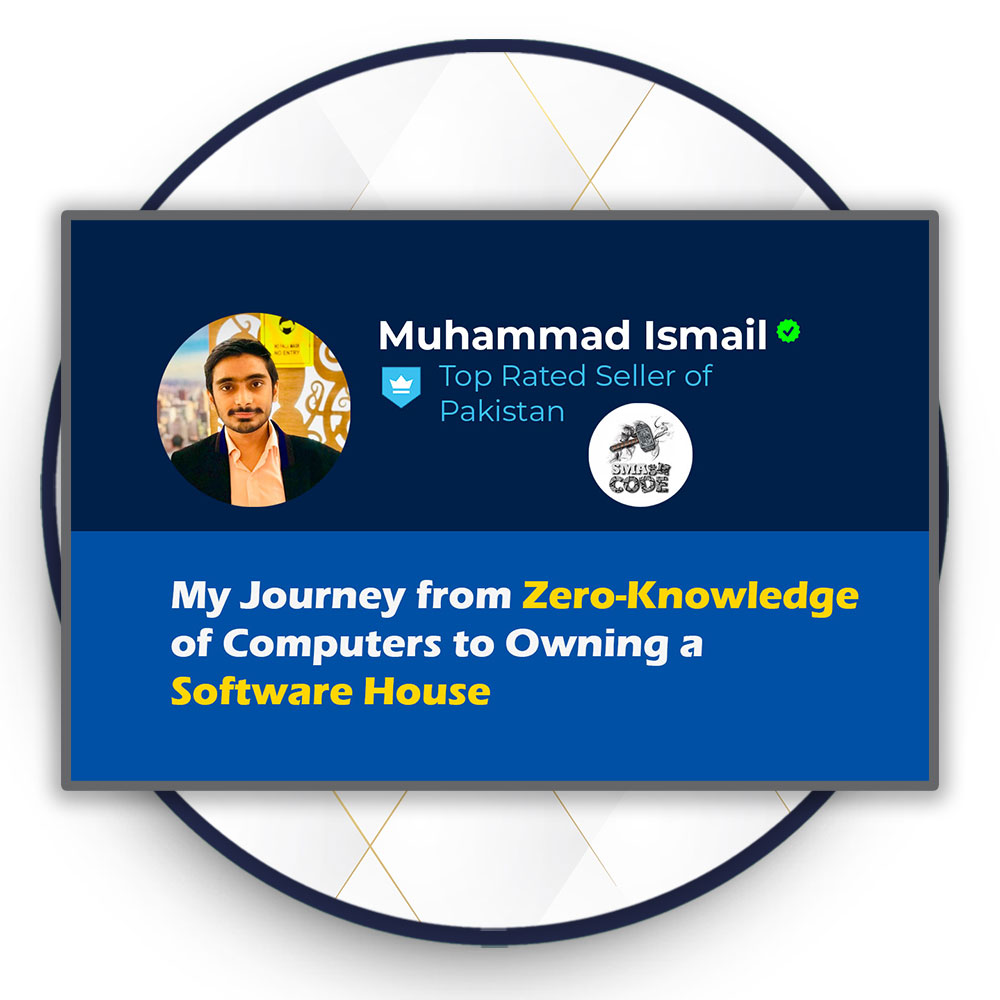 Muhammad Ismail
Top Rated Seller of
Pakistan
SMASH
CODE
My Journey from Zero-Knowledge
of Computers to Owning a
Software House